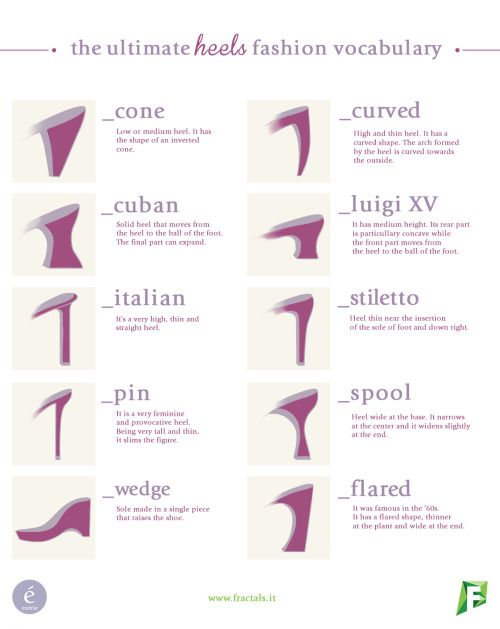 the ultimate heels fashion vocabulary
_cone
Low or medium heel. It has
the shape of an inverted
cone.
_curved
High and thin heel. It has a
curved shape. The arch formed
by the heel is curved towards
the outside.
_cuban
Solid heel that moves from
the heel to the ball of the foot.
The final part can expand.
_luigi XV
It has medium height. Its rear part
is particullary concave while
the front part moves from
the heel to the ball of the foot.
_italian
It's a very high, thin and
straight heel.
_stiletto
Heel thin near the insertion
of the sole of foot and down right.
_pin
It is a very feminine
and provocative heel.
Being very tall and thin,
it slims the figure.
_spool
Heel wide at the base. It narrows
at the center and it widens slightly
at the end.
_wedge
Sole made in a single piece
that raises the shoe.
_flared
It was famous in the '60s.
It has a flared shape, thinner
at the plant and wide at the end.
é
www.fractals.it
F